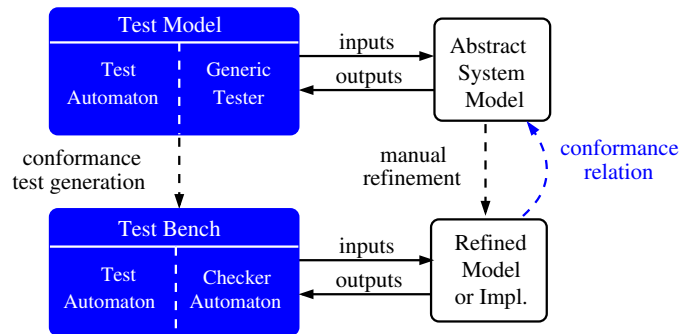 Test Model
Test
Automaton
Generic
Tester
inputs
outputs
Abstract
System
Model
conformance
test generation
manual
refinement
conformance
relation
Test Bench
Test
Automaton
Checker
Automaton
inputs
outputs
Refined
Model
or Impl.